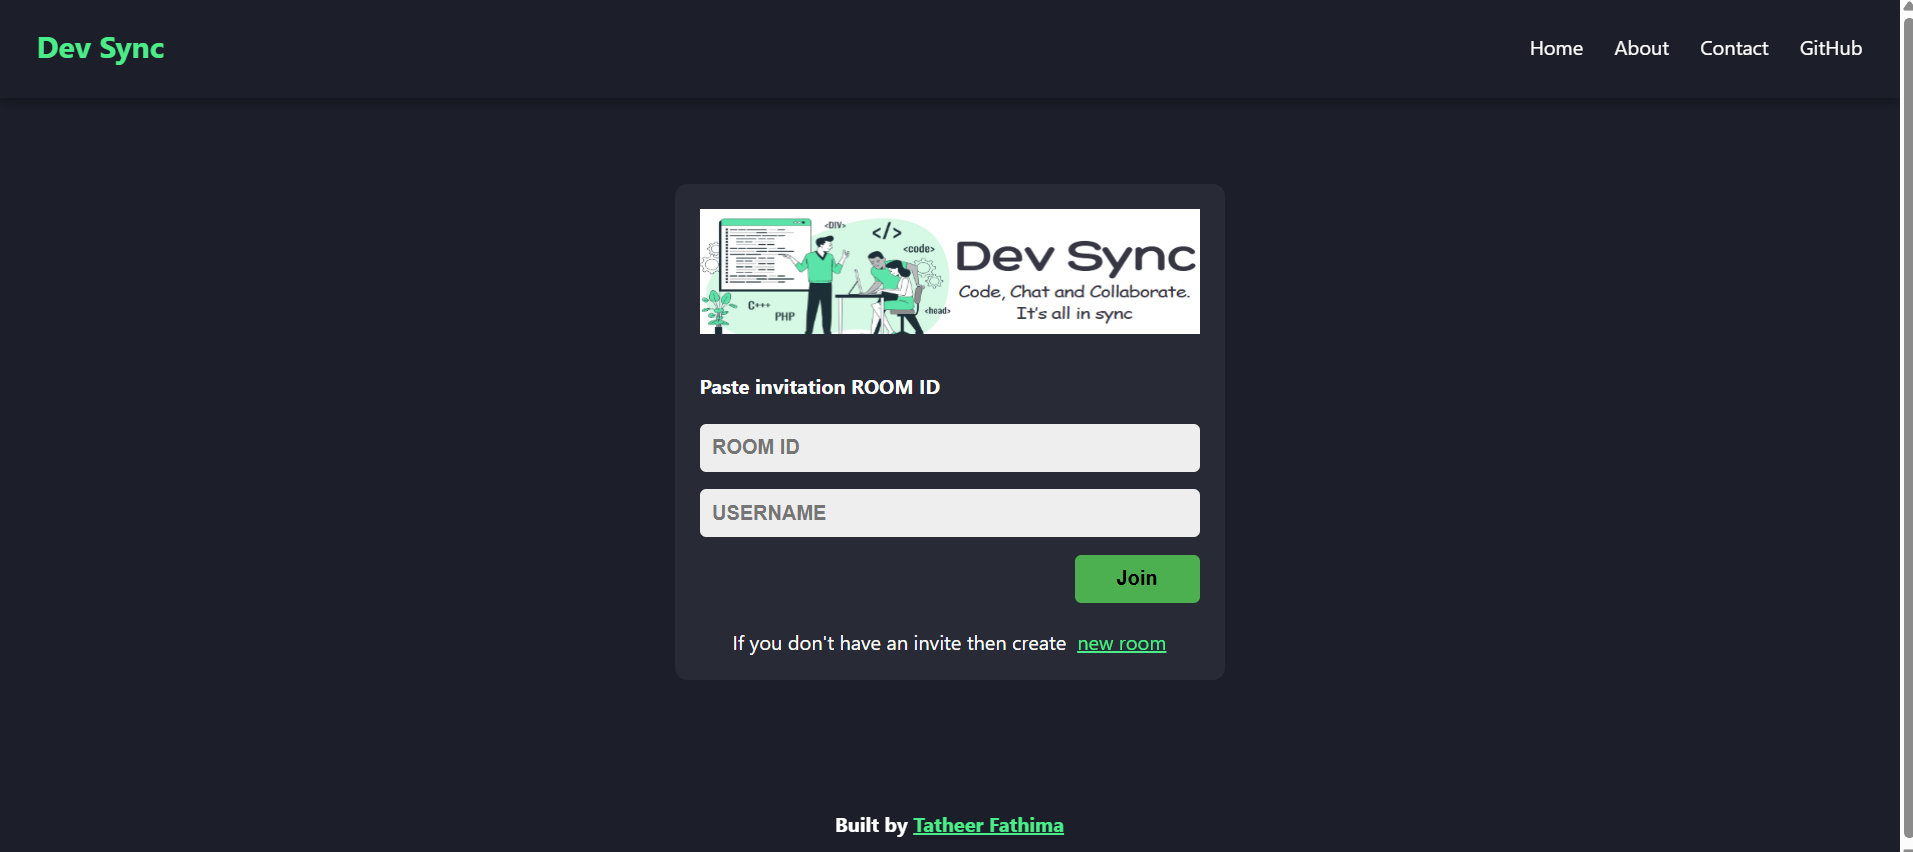 Dev Sync
Home About Contact GitHub
<DIV>
</>
<code>
C+++
PHP
<head>
Dev Sync
Code, Chat and Collaborate.
It's all in sync
Paste invitation ROOM ID
ROOM ID
USERNAME
Join
If you don't have an invite then create new room
Built by Tatheer Fathima